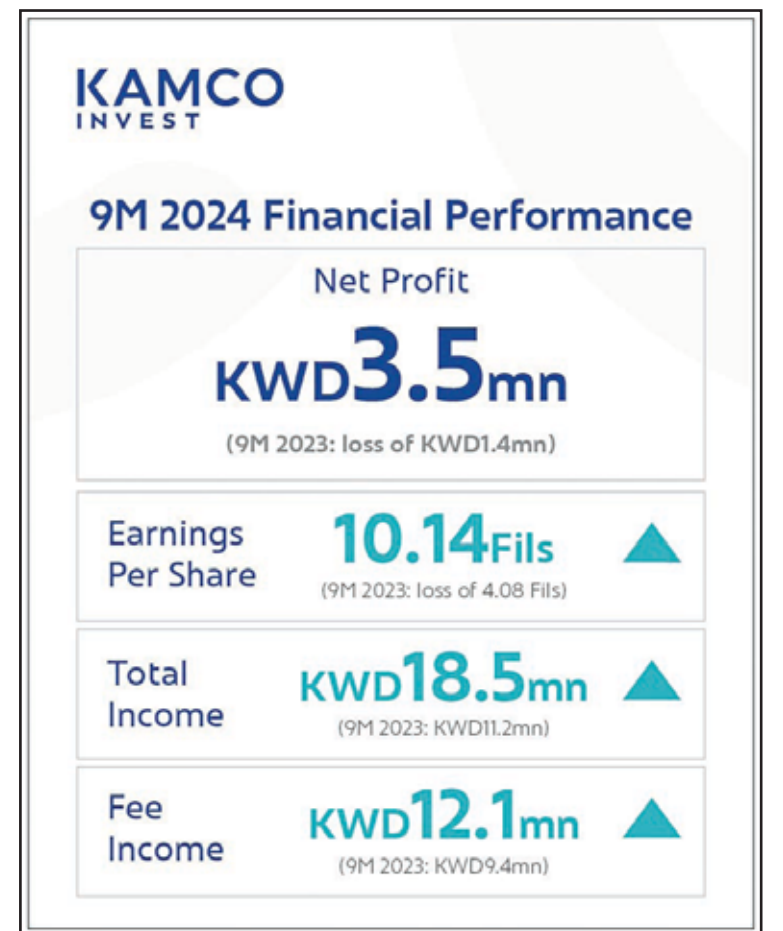 KAMCO
INVEST
9M 2024 Financial Performance
Net Profit
KWD3.5mn
(9M 2023: loss of KWD1.4mn)
Earnings
Per Share
10.14Fils
(9M 2023: loss of 4.08 Fils)
Total
Income
KWD18.5mn
(9M 2023: KWD11.2mn)
Fee
Income
KWD12.1mn
(9M 2023: KWD9.4mn)